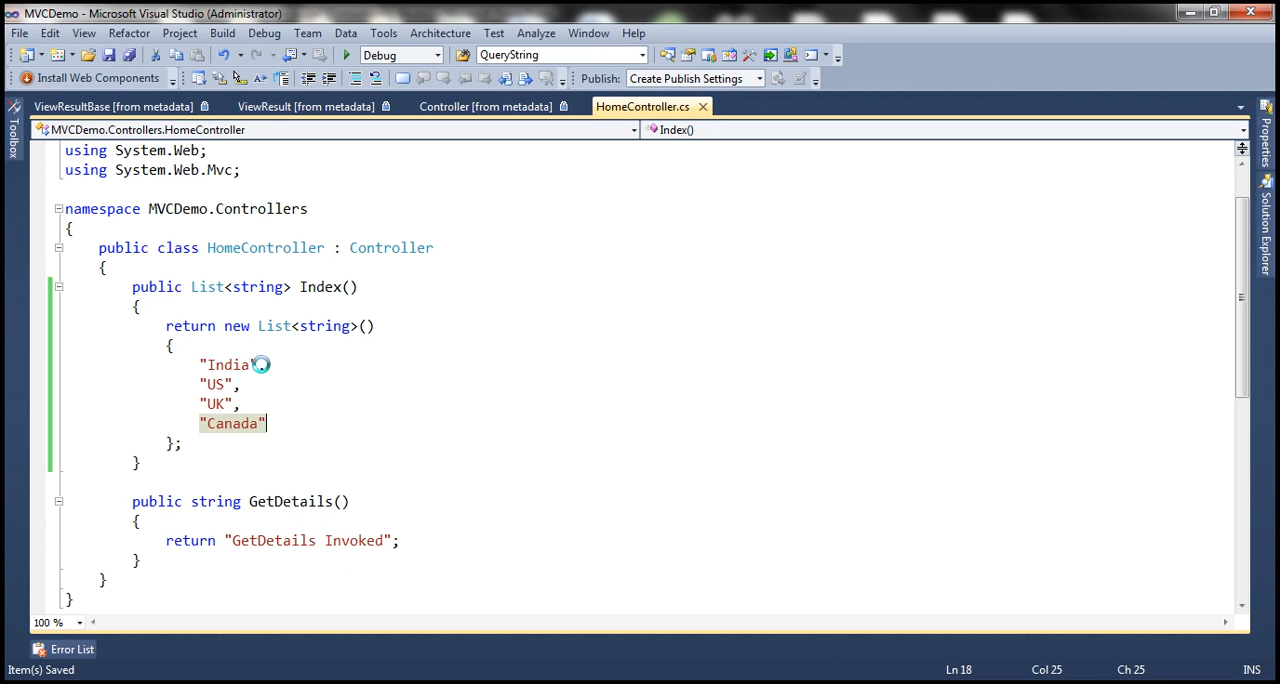 MVCDemo - Microsoft Visual Studio (Administrator)
File Edit View Refactor Project Build Debug Team Data Tools Architecture Test Analyze Window Help
Debug QueryString
Install Web Components Publish: Create Publish Settings
ViewResultBase [from metadata] ViewResult [from metadata] Controller [from metadata] HomeController.cs
MVCDemo.Controllers.HomeController Index()
Toolbox
Properties
Solution Explorer
using System.Web;
using System.Web.Mvc;
namespace MVCDemo.Controllers
{
public class HomeController : Controller
{
public List<string> Index()
{
return new List<string>()
{
"India"
"US",
"UK",
"Canada"
};
}
public string GetDetails()
{
return "GetDetails Invoked";
}
}
}
100 %
Error List
Item(s) Saved Ln 18 Col 25 Ch 25 INS